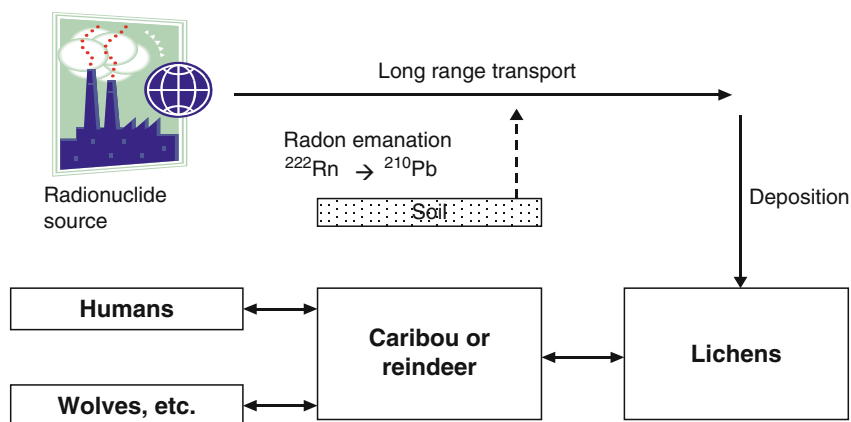 Long range transport
Radon emanation
²²²Rn → ²¹⁰Pb
Radionuclide
source
Soil
Deposition
Humans
Caribou or
reindeer
Lichens
Wolves, etc.